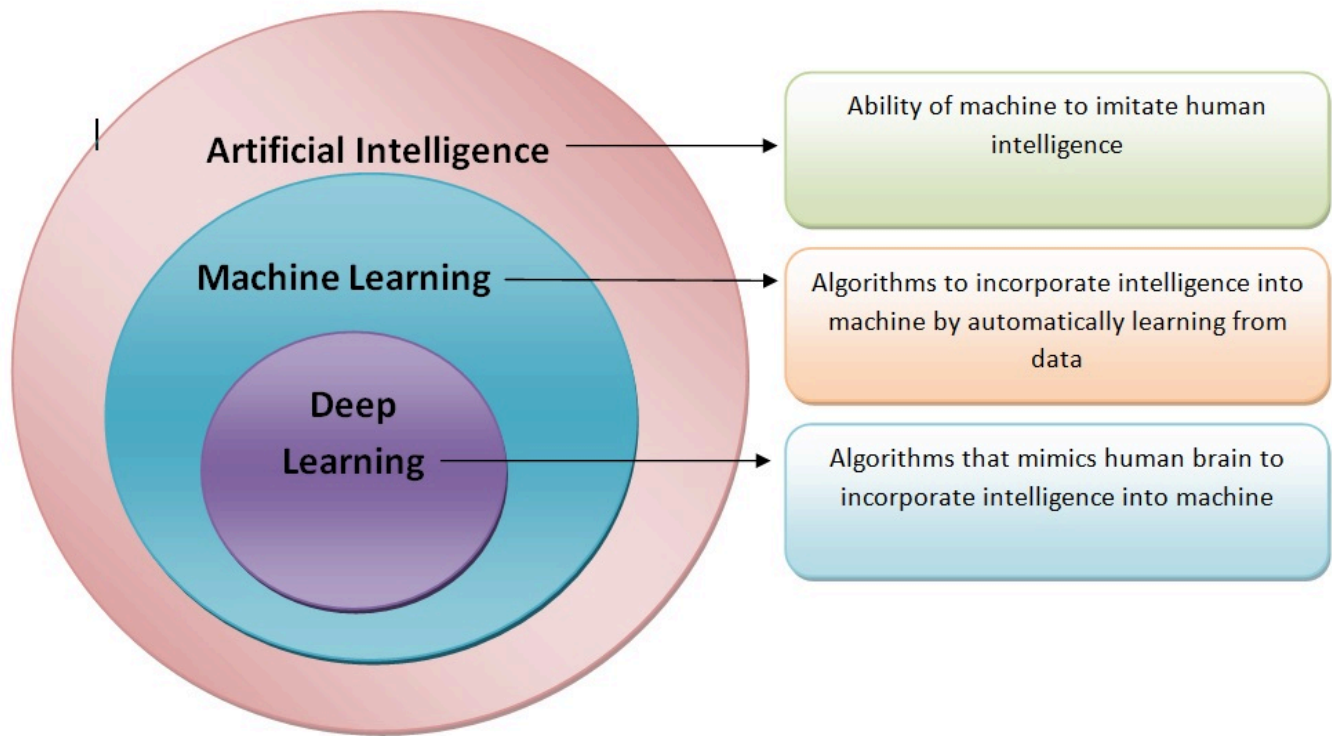 Artificial Intelligence
Ability of machine to imitate human
intelligence
Machine Learning
Algorithms to incorporate intelligence into
machine by automatically learning from
data
Deep
Learning
Algorithms that mimics human brain to
incorporate intelligence into machine